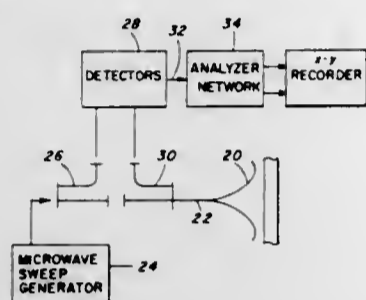 28
32
34
DETECTORS
ANALYZER
NETWORK
x-y
RECORDER
26
30
20
22
MICROWAVE
SWEEP
GENERATOR
24